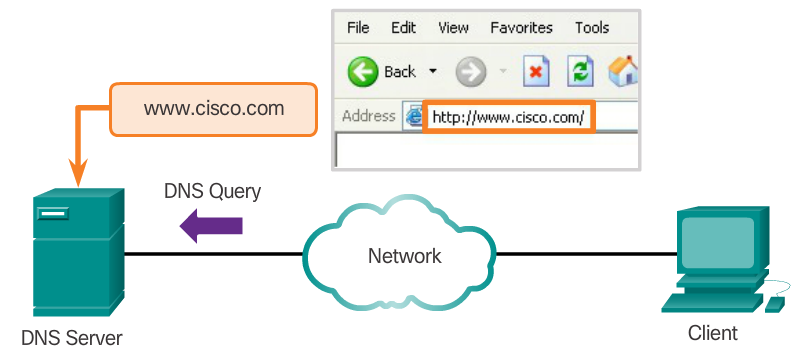 File Edit View Favorites Tools
Back
www.cisco.com
Address http://www.cisco.com/
DNS Query
Network
DNS Server
Client